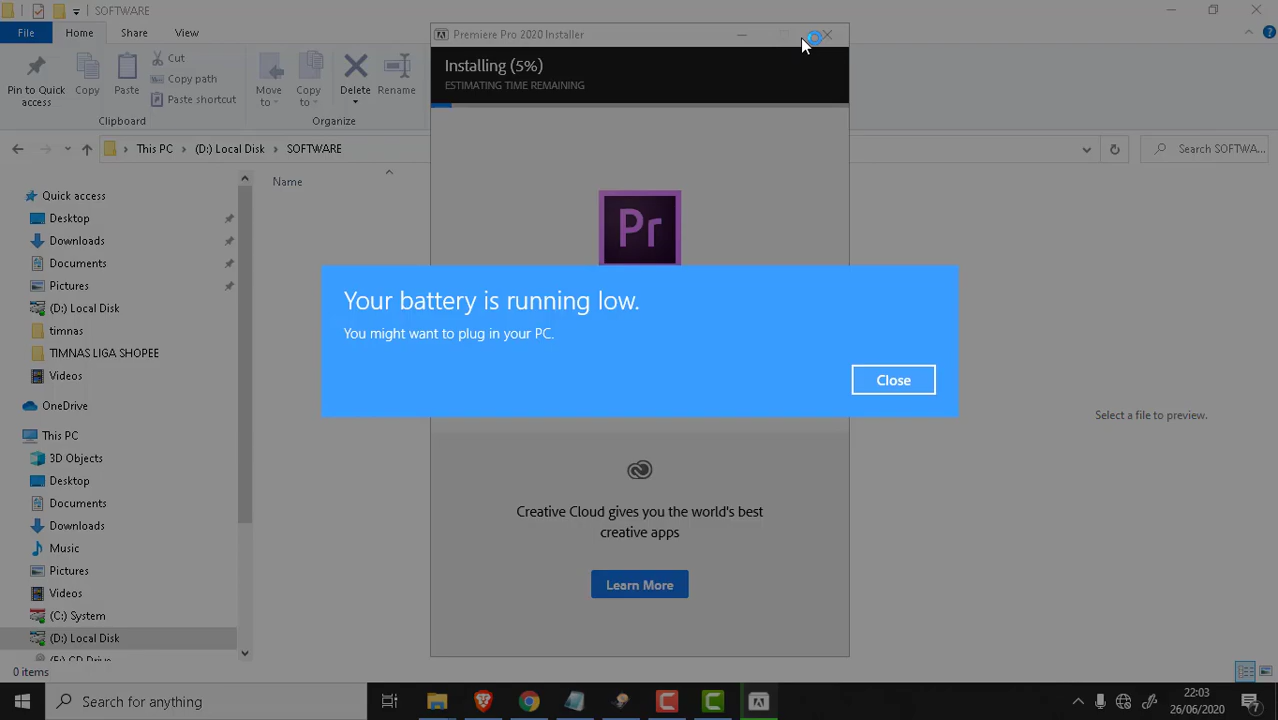 SOFTWARE
File
Home
Share
View
Pin to Quick
access
Copy
Paste
Cut
Copy path
Paste shortcut
Clipboard
Move
to
Copy
to
Delete
Rename
Organize
This PC
(D:) Local Disk
SOFTWARE
Search SOFTWA...
Quick access
Desktop
Downloads
Documents
Pictures
(D:) Local Disk
timnas
TIMNAS LIGA SHOPEE
Videos
OneDrive
This PC
3D Objects
Desktop
Documents
Downloads
Music
Pictures
Videos
(C:) System
(D:) Local Disk
Name
Select a file to preview.
0 items
Premiere Pro 2020 Installer
Installing (5%)
ESTIMATING TIME REMAINING
Pr
Your battery is running low.
You might want to plug in your PC.
Close
Creative Cloud gives you the world's best
creative apps
Learn More
Search for anything
22:03
26/06/2020
7